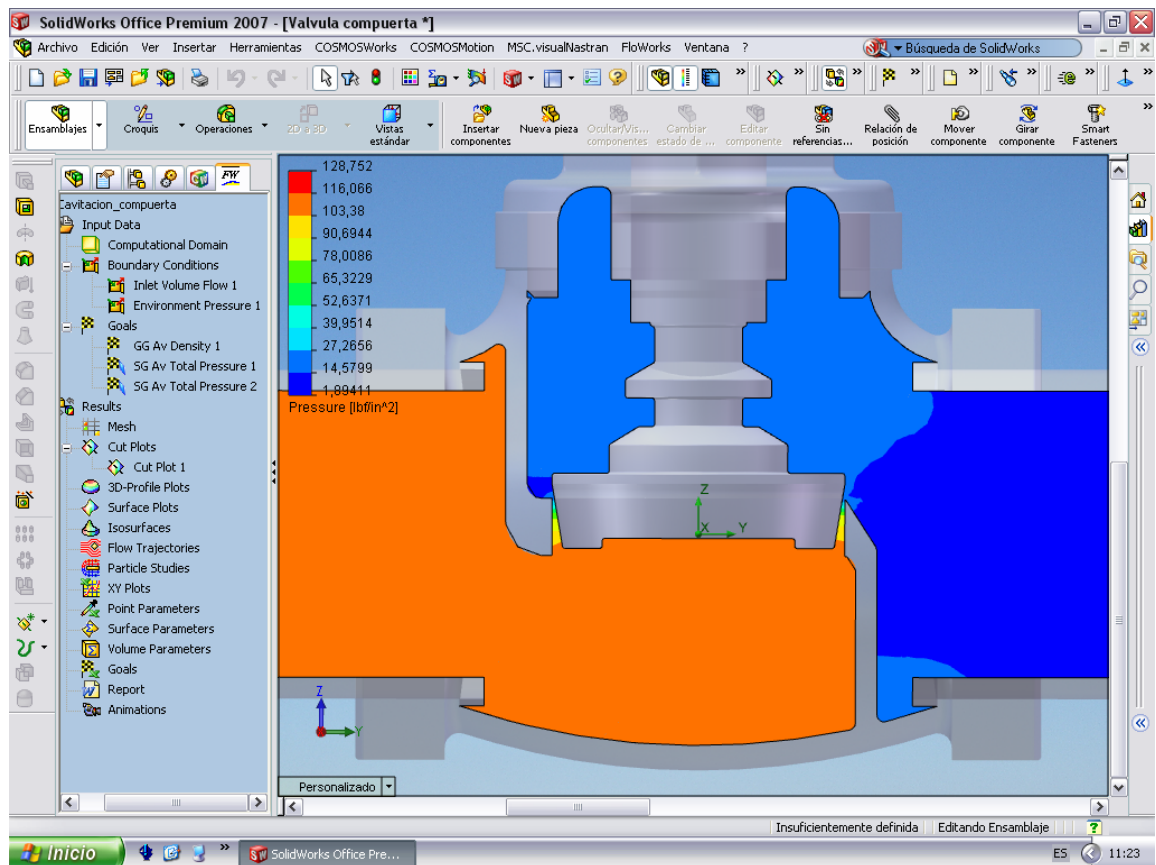 SolidWorks Office Premium 2007 - [Valvula compuerta *]
Archivo Edición Ver Insertar Herramientas COSMOSWorks COSMOSMotion MSC.visualNastran FloWorks Ventana ? Búsqueda de SolidWorks
Ensamblajes Croquis Operaciones 2D a 3D Vistas estándar Insertar componentes Nueva pieza Ocultar/Vis... componentes Cambiar estado de ... Editar componente Sin referencias... Relación de posición Mover componente Girar componente Smart Fasteners
FW
Cavitacion_compuerta
Input Data
Computational Domain
Boundary Conditions
Inlet Volume Flow 1
Environment Pressure 1
Goals
GG Av Density 1
SG Av Total Pressure 1
SG Av Total Pressure 2
Results
Mesh
Cut Plots
Cut Plot 1
3D-Profile Plots
Surface Plots
Isosurfaces
Flow Trajectories
Particle Studies
XY Plots
Point Parameters
Surface Parameters
Volume Parameters
Goals
Report
Animations
128,752
116,066
103,38
90,6944
78,0086
65,3229
52,6371
39,9514
27,2656
14,5799
1,89411
Pressure [lbf/in^2]
Z
X Y
Z
Y
Personalizado
Insuficientemente definida Editando Ensamblaje ?
Inicio SolidWorks Office Pre... ES 11:23